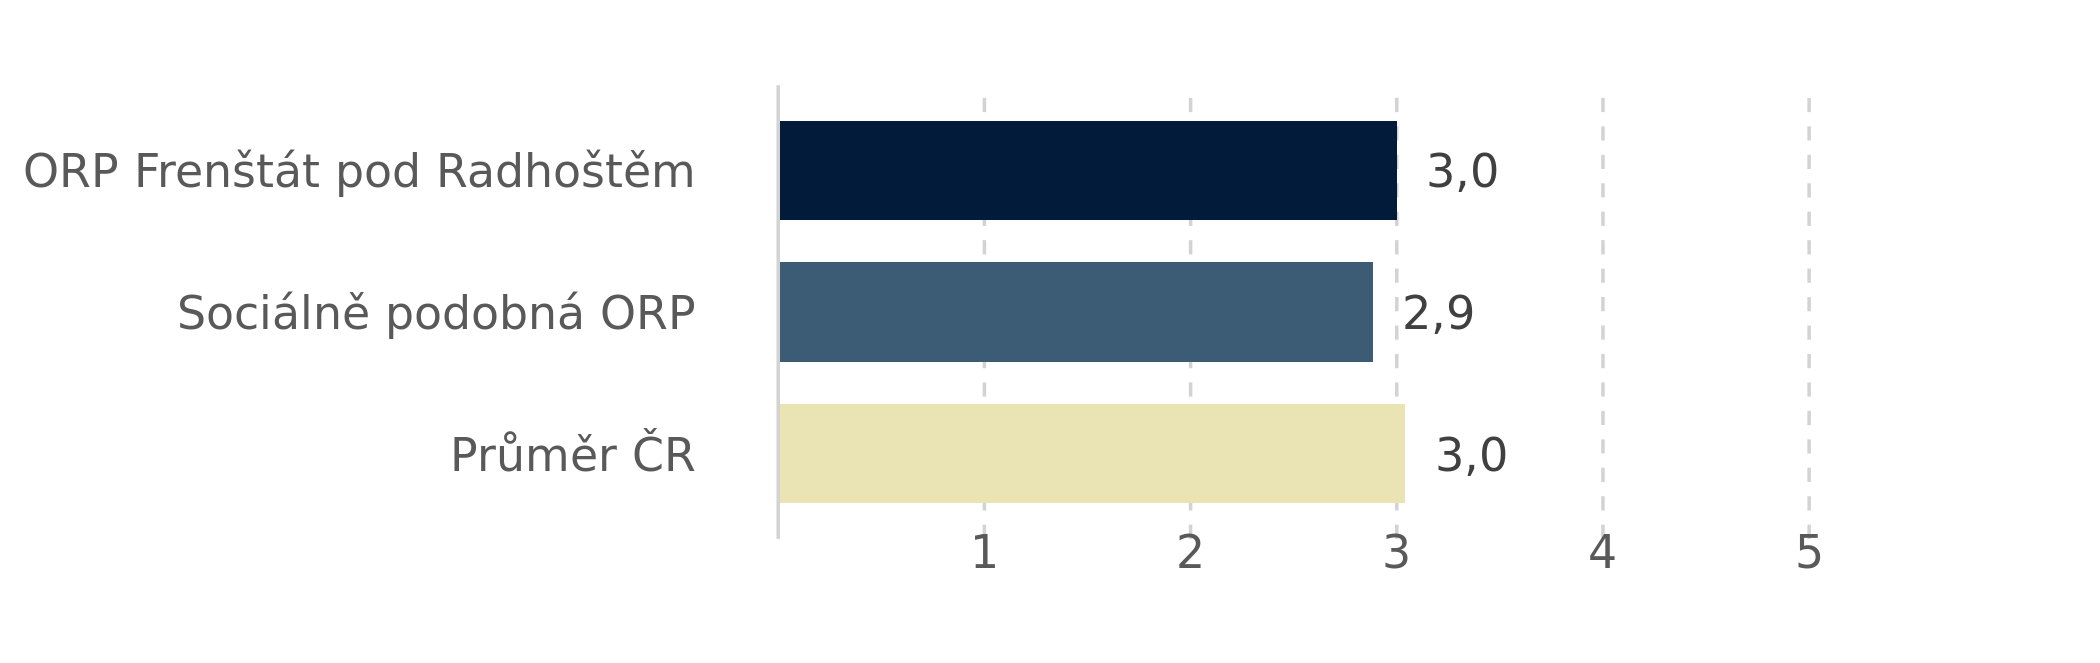 ORP Frenštát pod Radhoštěm 3,0
Sociálně podobná ORP 2,9
Průměr ČR 3,0
1 2 3 4 5